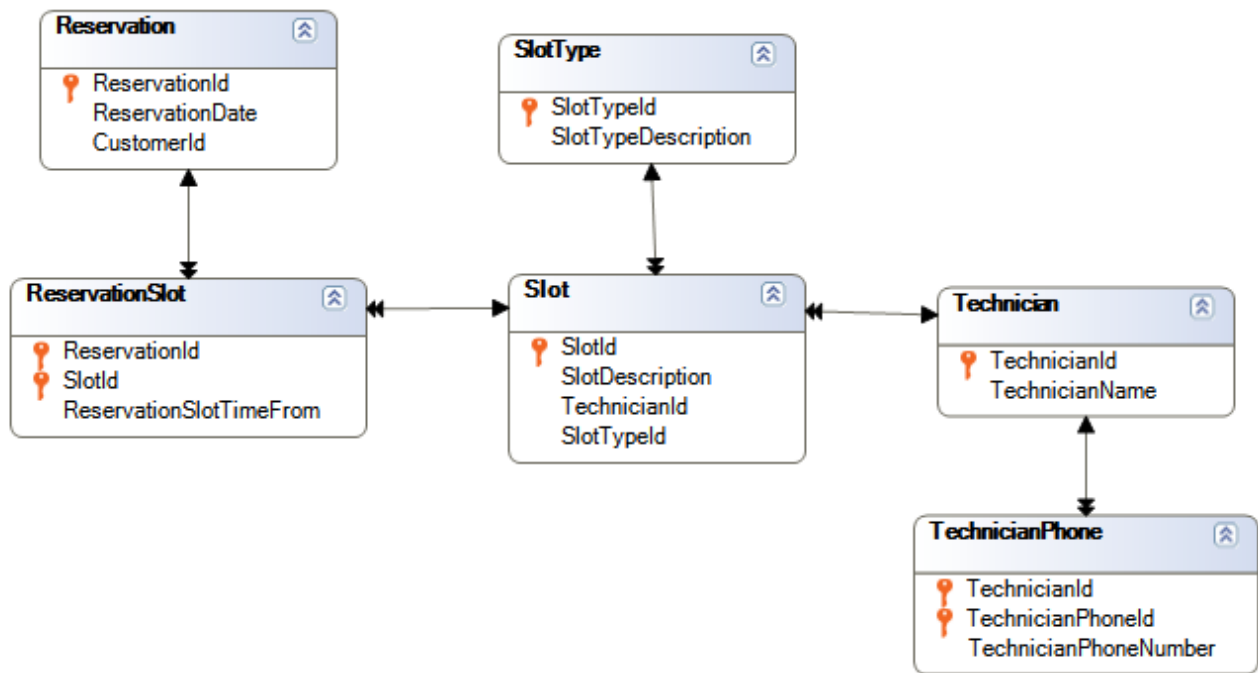 Reservation
ReservationId
ReservationDate
CustomerId
SlotType
SlotTypeId
SlotTypeDescription
ReservationSlot
ReservationId
SlotId
ReservationSlotTimeFrom
Slot
SlotId
SlotDescription
TechnicianId
SlotTypeId
Technician
TechnicianId
TechnicianName
TechnicianPhone
TechnicianId
TechnicianPhoneId
TechnicianPhoneNumber